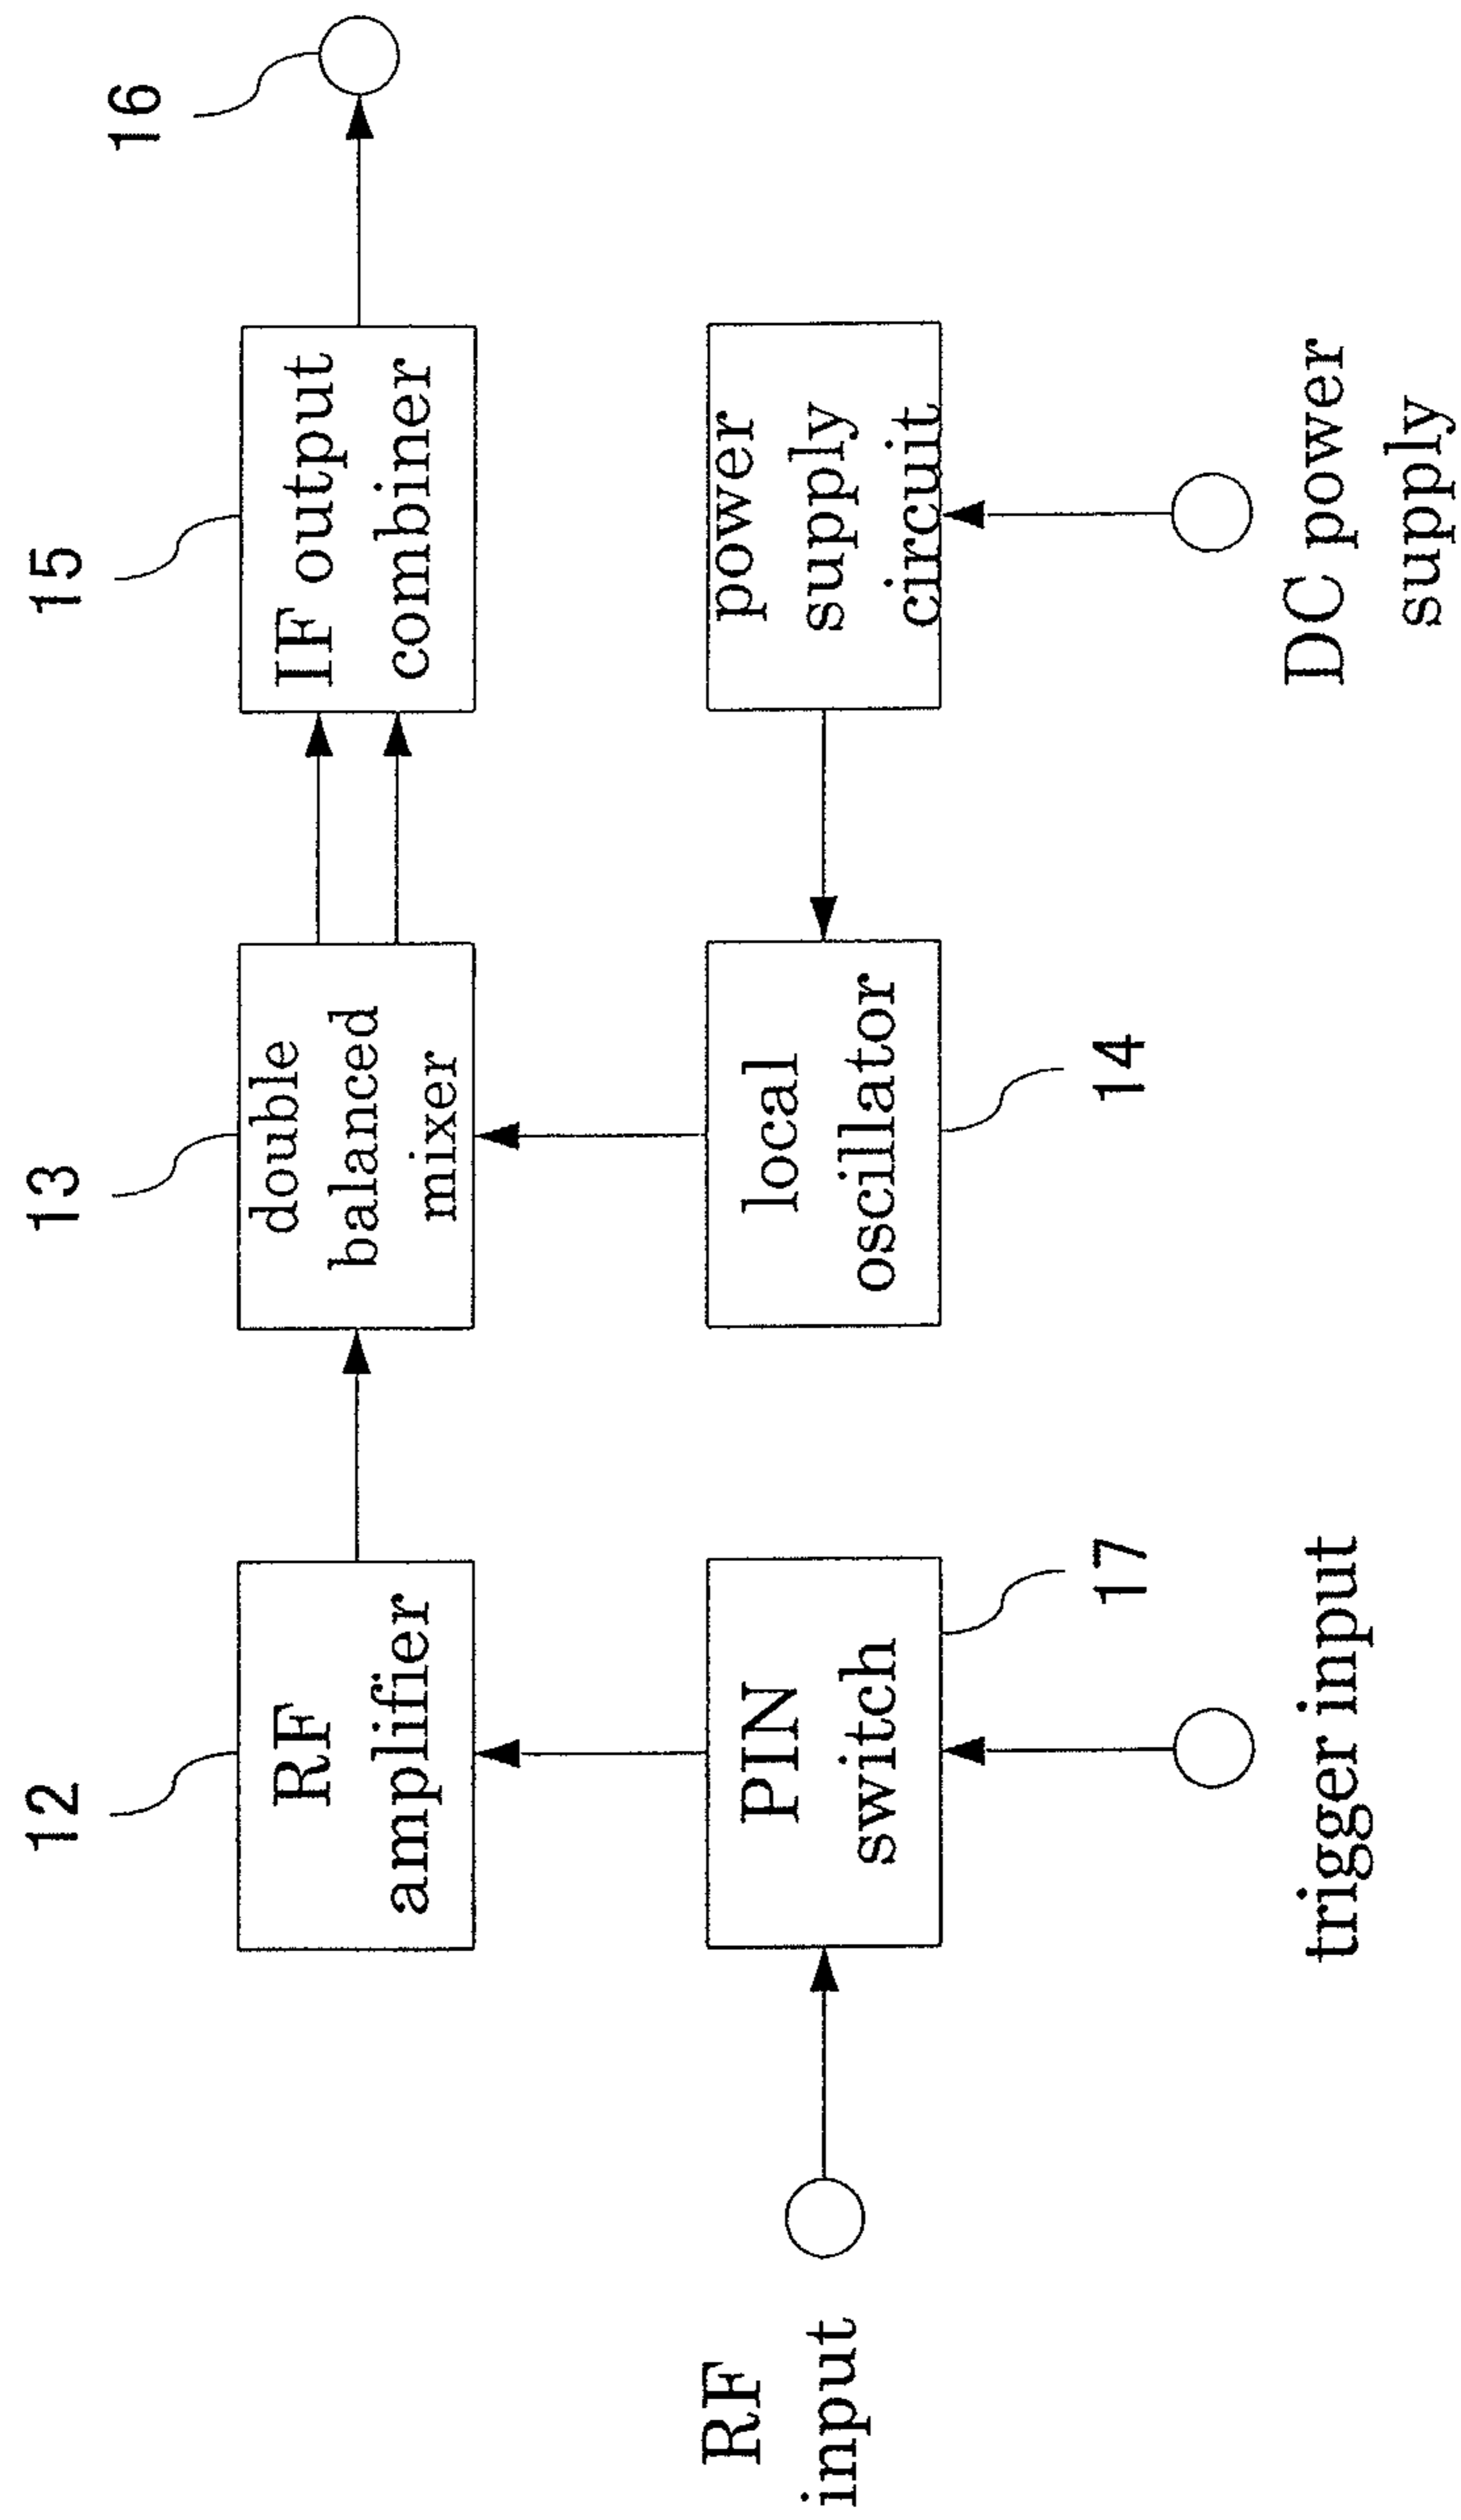 12
13
15
16
RF
amplifier
double
balanced
mixer
IF output
combiner
RF
input
PIN
switch
local
oscillator
power
supply
circuit
17
14
trigger input
DC power
supply